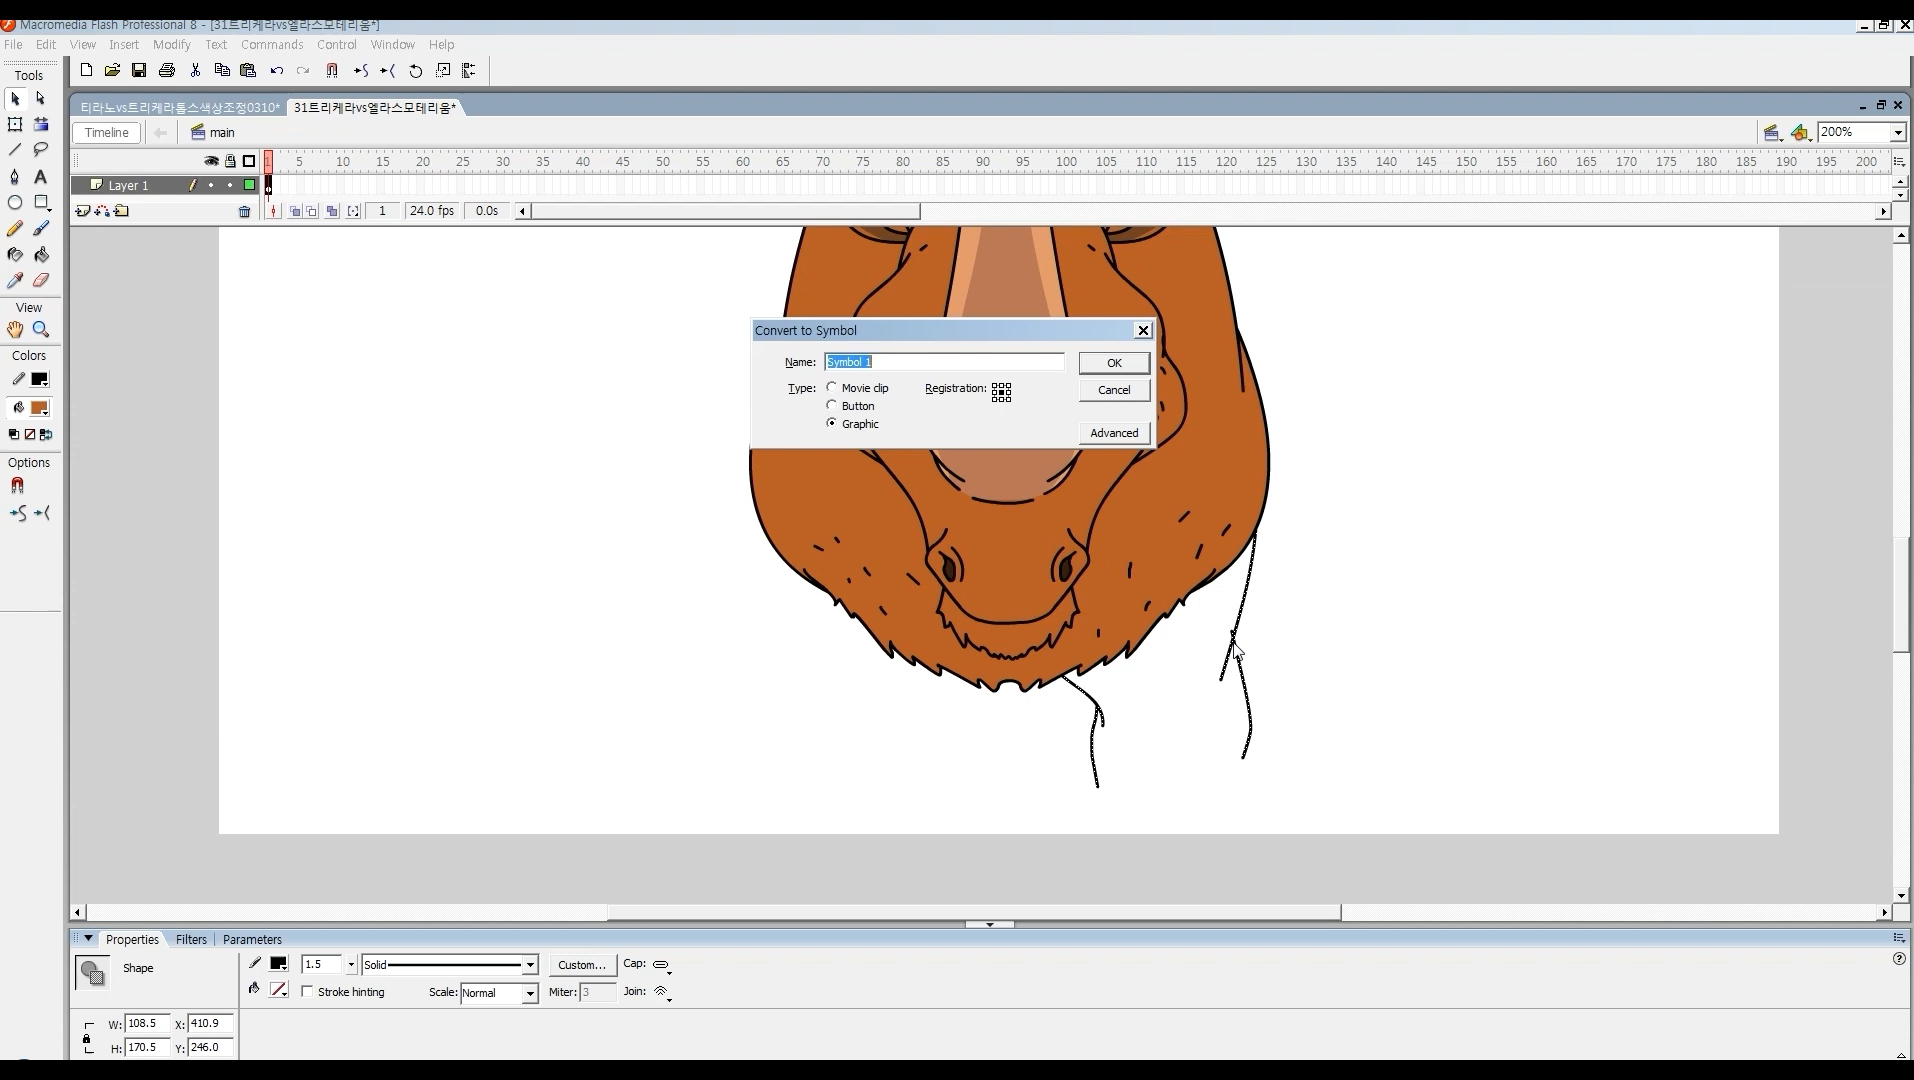 Macromedia Flash Professional 8 - [31트리케라vs엘라스모테리움*]
File Edit View Insert Modify Text Commands Control Window Help
Tools
티라노vs트리케라톱스색상조정0310* 31트리케라vs엘라스모테리움*
Timeline main 200%
1 5 10 15 20 25 30 35 40 45 50 55 60 65 70 75 80 85 90 95 100 105 110 115 120 125 130 135 140 145 150 155 160 165 170 175 180 185 190 195 200
Layer 1
1 24.0 fps 0.0s
View
Colors
Options
Convert to Symbol
Name: Symbol 1 OK
Type: Movie clip Registration: Cancel
Button
Graphic Advanced
Properties Filters Parameters
Shape 1.5 Solid Custom... Cap:
Stroke hinting Scale: Normal Miter: 3 Join:
W: 108.5 X: 410.9
H: 170.5 Y: 246.0